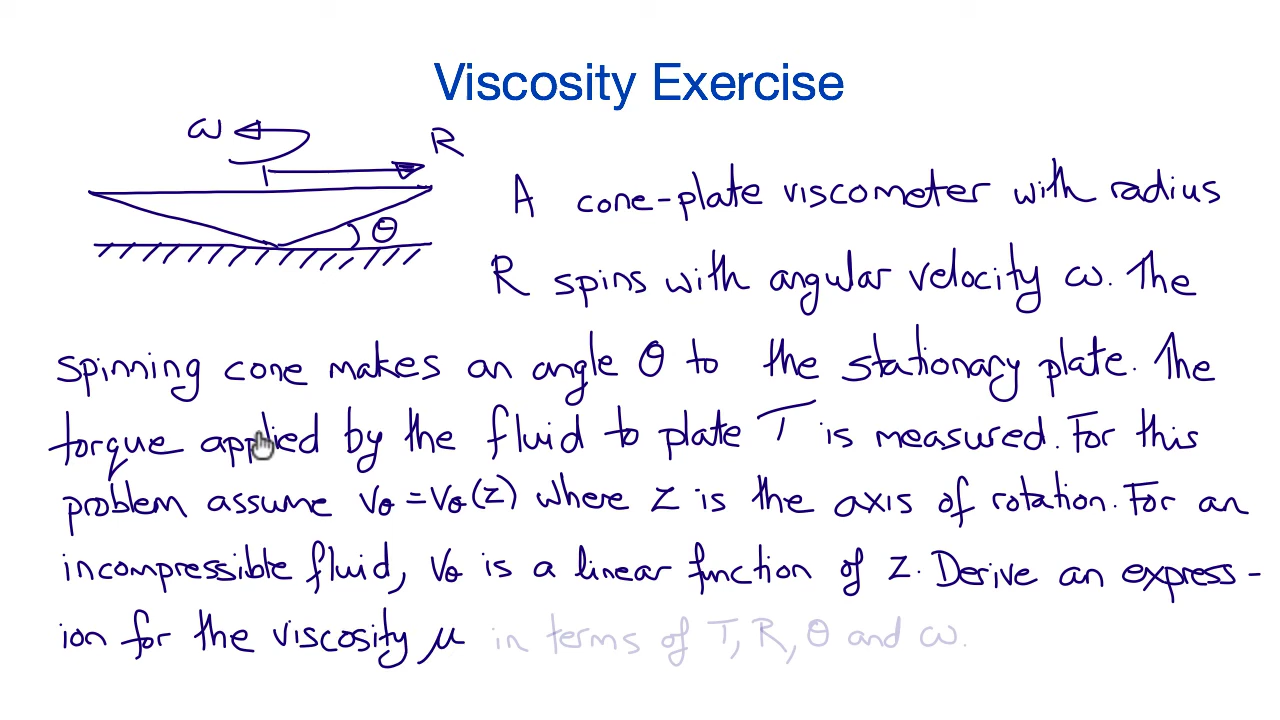 Viscosity Exercise
ω
R
θ
A cone-plate viscometer with radius
R spins with angular velocity ω. The
spinning cone makes an angle θ to the stationary plate. The
torque applied by the fluid to plate T is measured. For this
problem assume vθ = vθ(z) where z is the axis of rotation. For an
incompressible fluid, vθ is a linear function of z. Derive an express-
ion for the viscosity μ in terms of T, R, θ and ω.